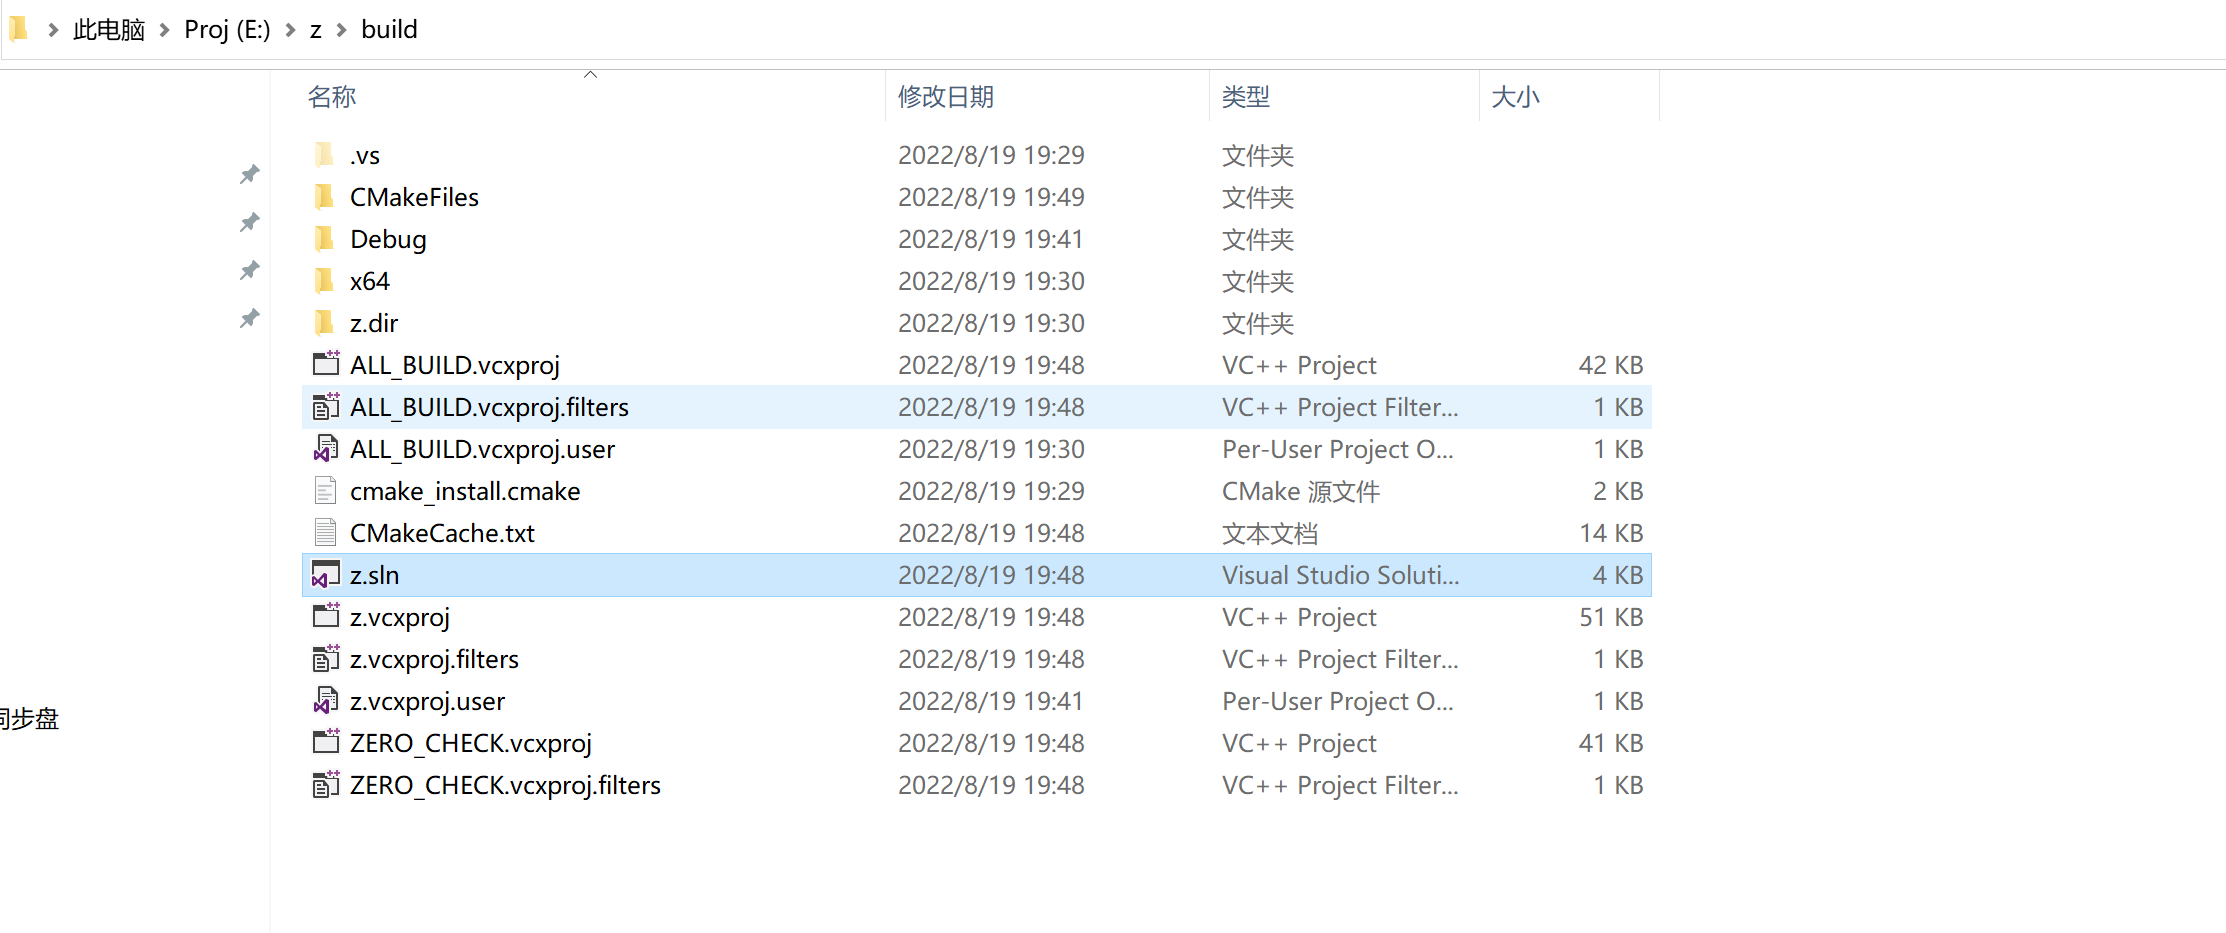 此电脑 Proj (E:) z build
名称 修改日期 类型 大小
.vs 2022/8/19 19:29 文件夹
CMakeFiles 2022/8/19 19:49 文件夹
Debug 2022/8/19 19:41 文件夹
x64 2022/8/19 19:30 文件夹
z.dir 2022/8/19 19:30 文件夹
ALL_BUILD.vcxproj 2022/8/19 19:48 VC++ Project 42 KB
ALL_BUILD.vcxproj.filters 2022/8/19 19:48 VC++ Project Filter... 1 KB
ALL_BUILD.vcxproj.user 2022/8/19 19:30 Per-User Project O... 1 KB
cmake_install.cmake 2022/8/19 19:29 CMake 源文件 2 KB
CMakeCache.txt 2022/8/19 19:48 文本文档 14 KB
z.sln 2022/8/19 19:48 Visual Studio Soluti... 4 KB
z.vcxproj 2022/8/19 19:48 VC++ Project 51 KB
z.vcxproj.filters 2022/8/19 19:48 VC++ Project Filter... 1 KB
z.vcxproj.user 2022/8/19 19:41 Per-User Project O... 1 KB
同步盘
ZERO_CHECK.vcxproj 2022/8/19 19:48 VC++ Project 41 KB
ZERO_CHECK.vcxproj.filters 2022/8/19 19:48 VC++ Project Filter... 1 KB